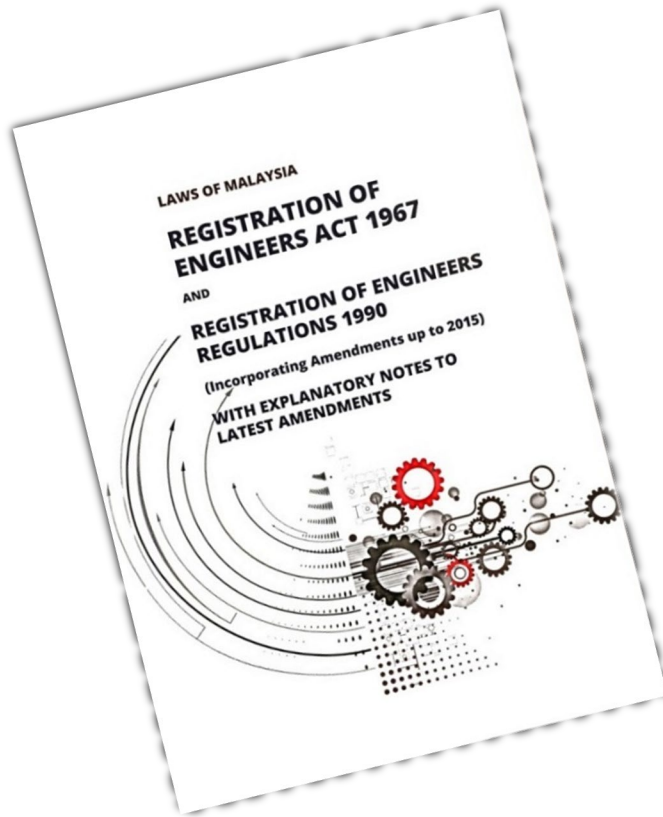 LAWS OF MALAYSIA
REGISTRATION OF
ENGINEERS ACT 1967
AND
REGISTRATION OF ENGINEERS
REGULATIONS 1990
(Incorporating Amendments up to 2015)
WITH EXPLANATORY NOTES TO
LATEST AMENDMENTS